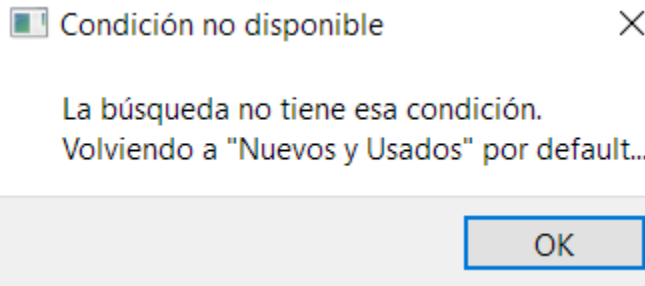 Condición no disponible
La búsqueda no tiene esa condición.
Volviendo a "Nuevos y Usados" por default...
OK